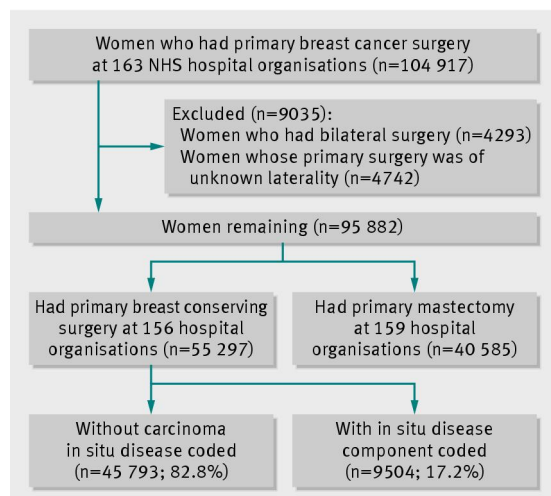 Women who had primary breast cancer surgery
at 163 NHS hospital organisations (n=104 917)
Excluded (n=9035):
Women who had bilateral surgery (n=4293)
Women whose primary surgery was of
unknown laterality (n=4742)
Women remaining (n=95 882)
Had primary breast conserving
surgery at 156 hospital
organisations (n=55 297)
Had primary mastectomy
at 159 hospital
organisations (n=40 585)
Without carcinoma
in situ disease coded
(n=45 793; 82.8%)
With in situ disease
component coded
(n=9504; 17.2%)